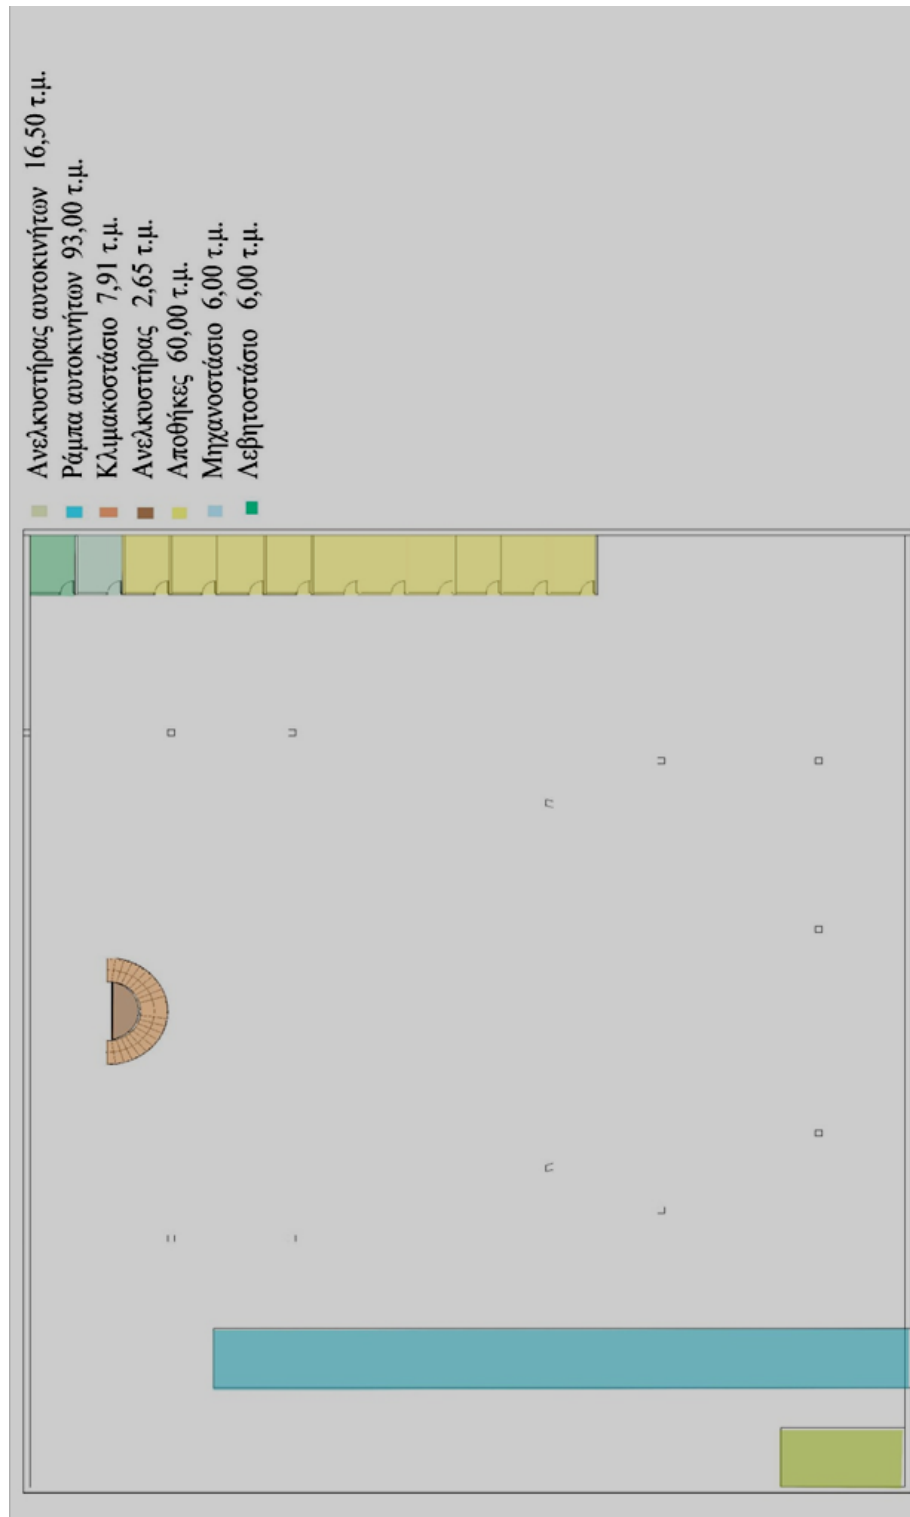 Ανελκυστήρας αυτοκινήτων 16,50 τ.μ.
Ράμπα αυτοκινήτων 93,00 τ.μ.
Κλιμακοστάσιο 7,91 τ.μ.
Ανελκυστήρας 2,65 τ.μ.
Αποθήκες 60,00 τ.μ.
Μηχανοστάσιο 6,00 τ.μ.
Λεβητοστάσιο 6,00 τ.μ.